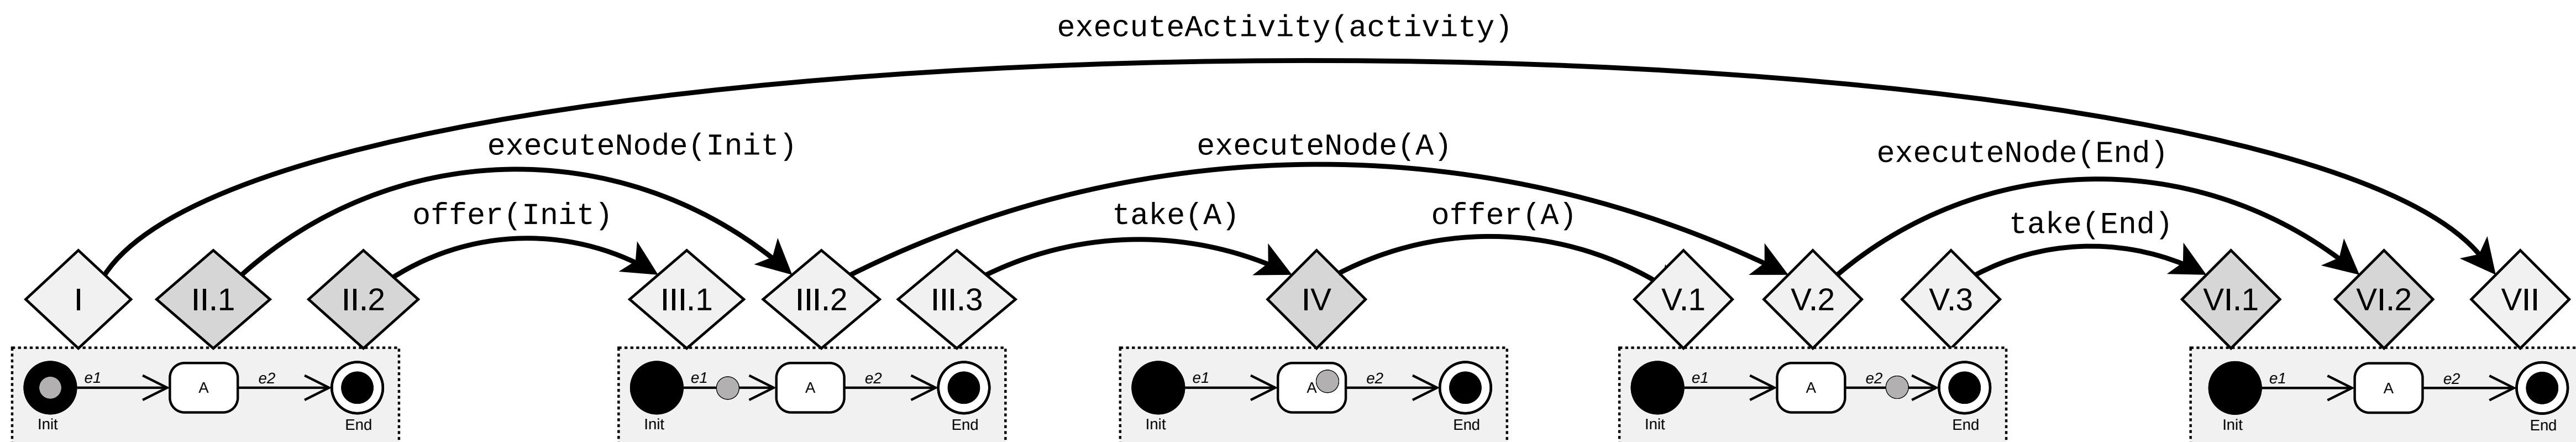 executeActivity(activity)
executeNode(Init)
executeNode(A)
executeNode(End)
offer(Init)
take(A)
offer(A)
take(End)
I
II.1
II.2
III.1
III.2
III.3
IV
V.1
V.2
V.3
VI.1
VI.2
VII
e1
A
e2
Init
End
e1
A
e2
Init
End
e1
A
e2
Init
End
e1
A
e2
Init
End
e1
A
e2
Init
End